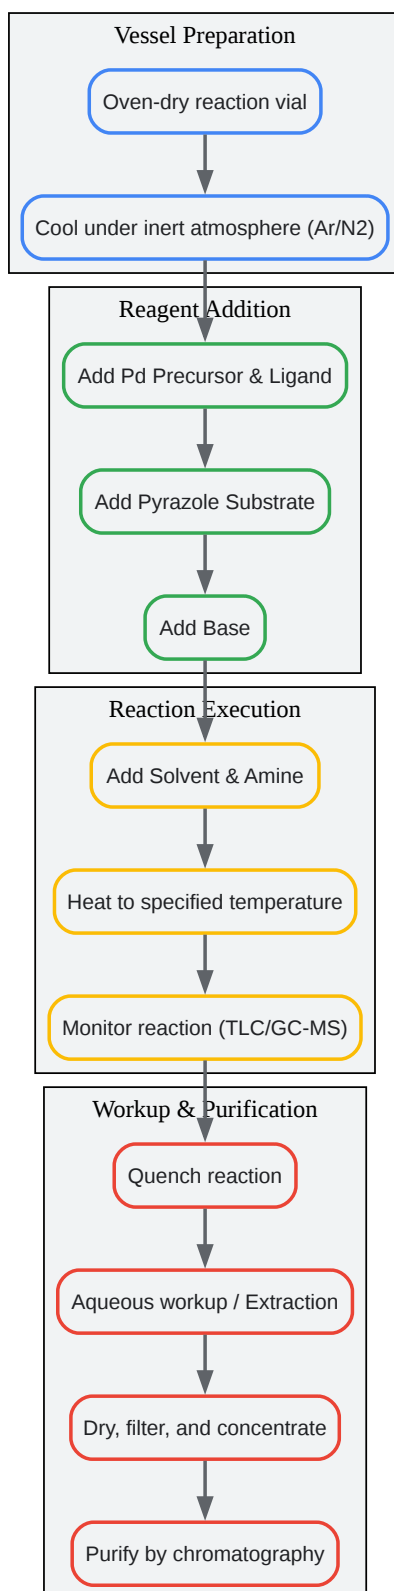 Vessel Preparation
Oven-dry reaction vial
Cool under inert atmosphere (Ar/N2)
Reagent Addition
Add Pd Precursor & Ligand
Add Pyrazole Substrate
Add Base
Reaction Execution
Add Solvent & Amine
Heat to specified temperature
Monitor reaction (TLC/GC-MS)
Workup & Purification
Quench reaction
Aqueous workup / Extraction
Dry, filter, and concentrate
Purify by chromatography